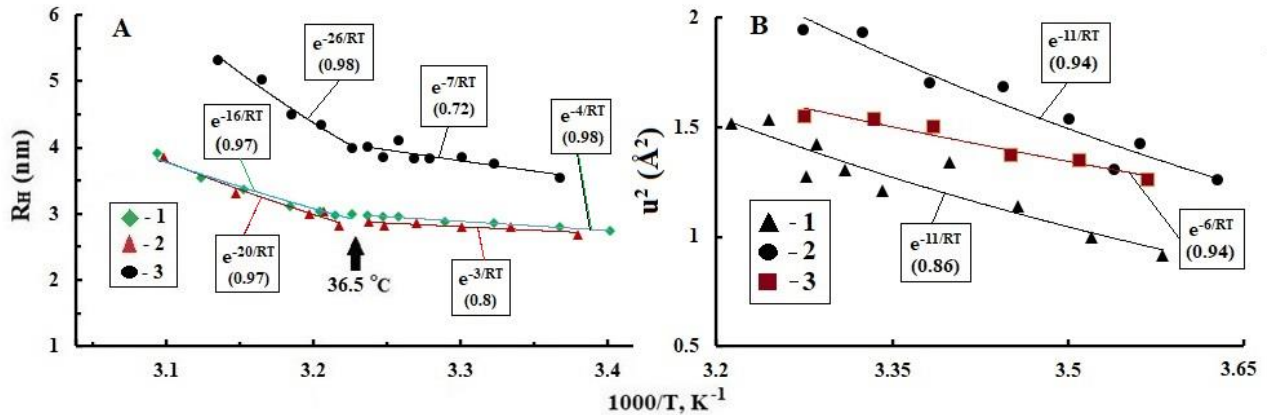 A
6
5
4
3
2
1
R_H (nm)
e^-26/RT
(0.98)
e^-7/RT
(0.72)
e^-16/RT
(0.97)
e^-4/RT
(0.98)
- 1
- 2
- 3
e^-20/RT
(0.97)
36.5 °C
e^-3/RT
(0.8)
3.1
3.2
3.3
3.4
B
2
1.5
1
0.5
u² (Å²)
e^-11/RT
(0.94)
- 1
- 2
- 3
e^-11/RT
(0.86)
e^-6/RT
(0.94)
3.2
3.35
3.5
3.65
1000/T, K⁻¹